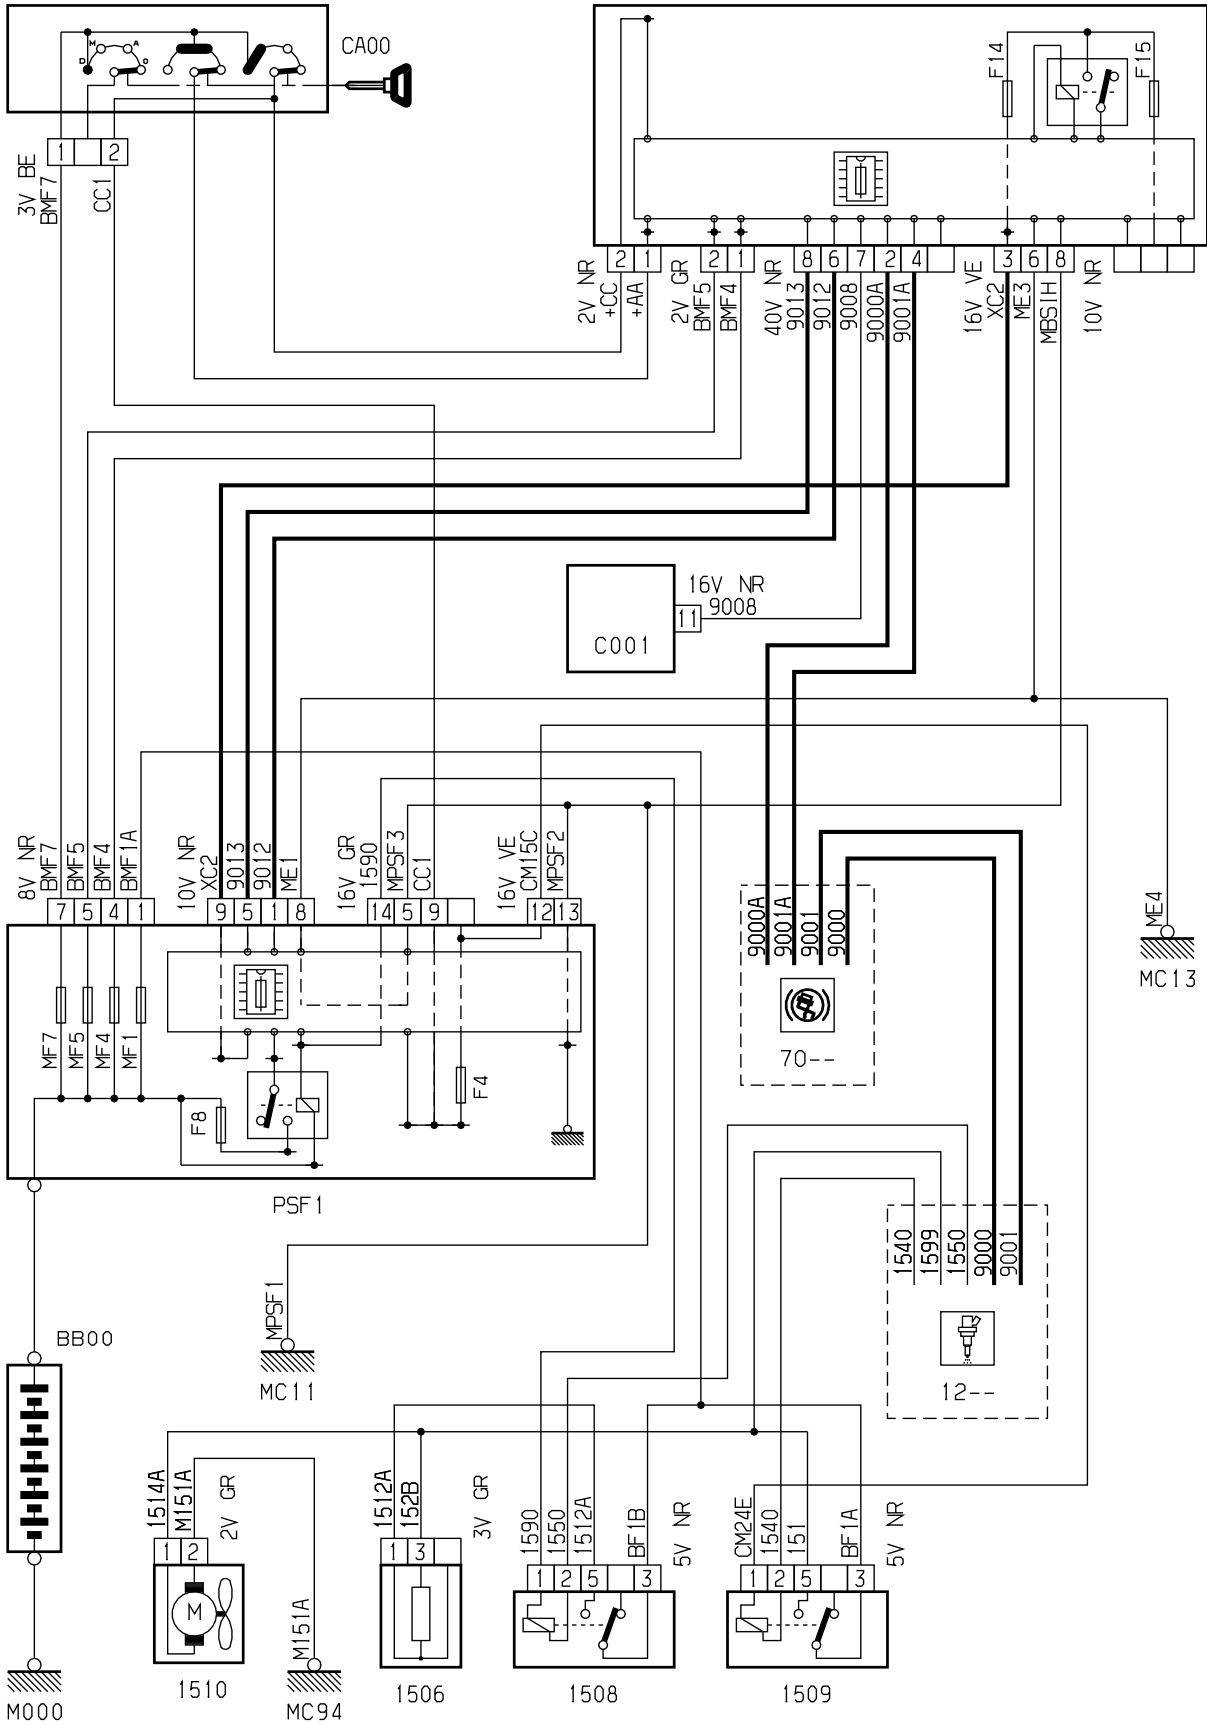 M A
D O
CA00
1 2
3V BE
BMF7
CC1
F14
F15
2 1
2 1
8 6 7 2 4
3 6 8
2V NR
+CC
+AA
2V GR
BMF5
BMF4
40V NR
9013
9012
9008
9000A
9001A
16V VE
XC2
ME3
MBSIH
10V NR
C001
11
16V NR
9008
8V NR
BMF7
BMF5
BMF4
BMF1A
10V NR
XC2
9013
9012
ME1
16V GR
1590
MPSF3
CC1
16V VE
CM15C
MPSF2
7 5 4 1
9 5 1 8
14 5 9
12 13
MF7
MF5
MF4
MF1
F8
F4
PSF1
9000A
9001A
9001
9000
70--
ME4
MC13
1540
1599
1550
9000
9001
12--
MPSF1
MC11
BB00
M000
1514A
M151A
2V GR
1 2
M
1510
M151A
MC94
1512A
152B
3V GR
1 3
1506
1590
1550
1512A
BF1B
5V NR
1 2 5 3
1508
CM24E
1540
151
BF1A
5V NR
1 2 5 3
1509